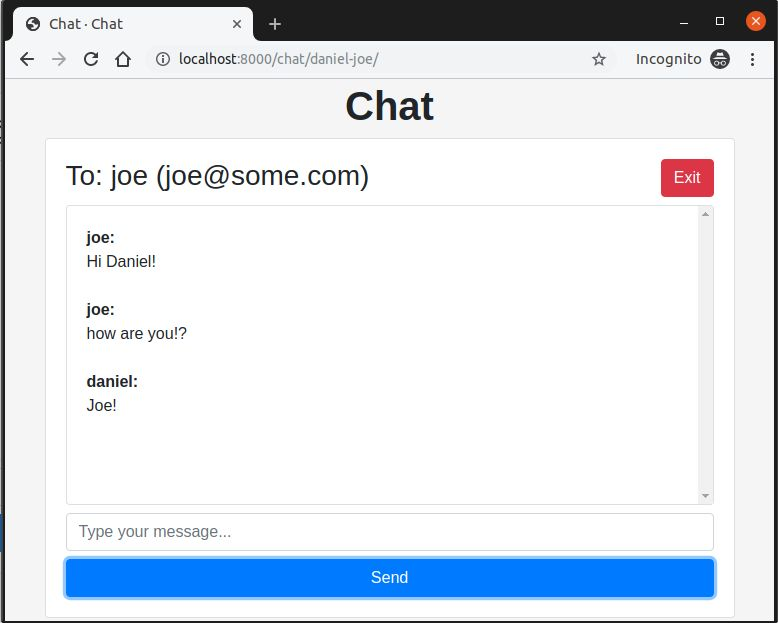 Chat · Chat
localhost:8000/chat/daniel-joe/
Incognito
Chat
To: joe (joe@some.com)
Exit
joe:
Hi Daniel!
joe:
how are you!?
daniel:
Joe!
Type your message...
Send